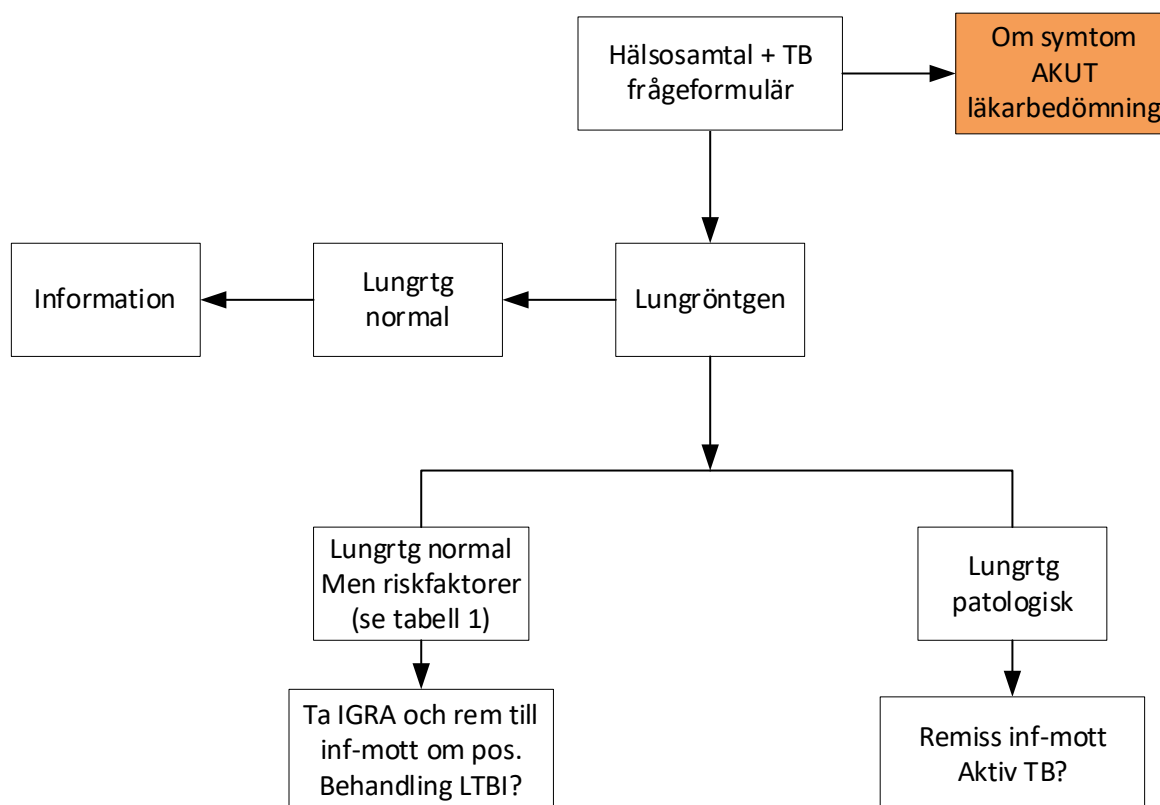 Hälsosamtal + TB
frågeformulär
Om symtom
AKUT
läkarbedömning
Information
Lungrtg
normal
Lungröntgen
Lungrtg normal
Men riskfaktorer
(se tabell 1)
Lungrtg
patologisk
Ta IGRA och rem till
inf-mott om pos.
Behandling LTBI?
Remiss inf-mott
Aktiv TB?